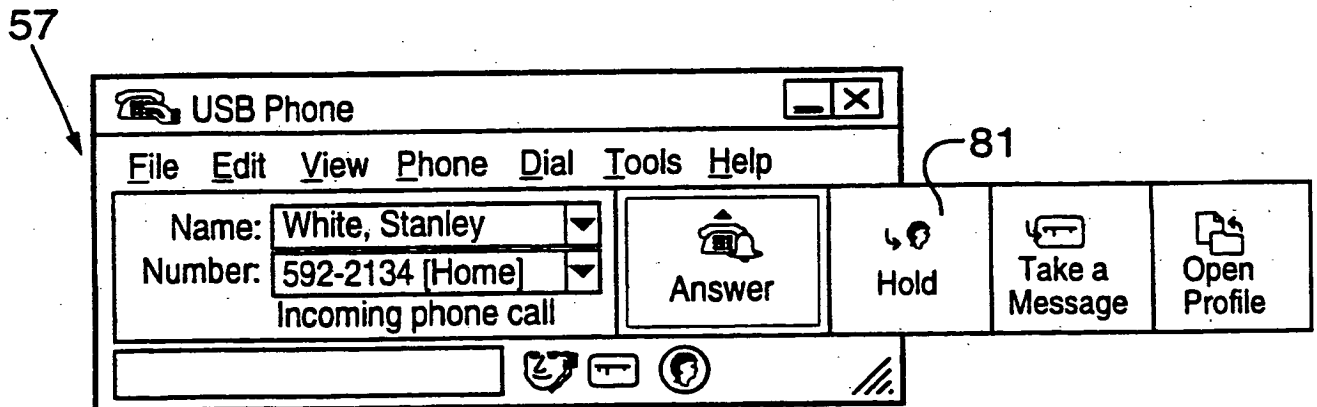 57
USB Phone
File Edit View Phone Dial Tools Help
81
Name: White, Stanley
Number: 592-2134 [Home]
Incoming phone call
Answer
Hold
Take a
Message
Open
Profile